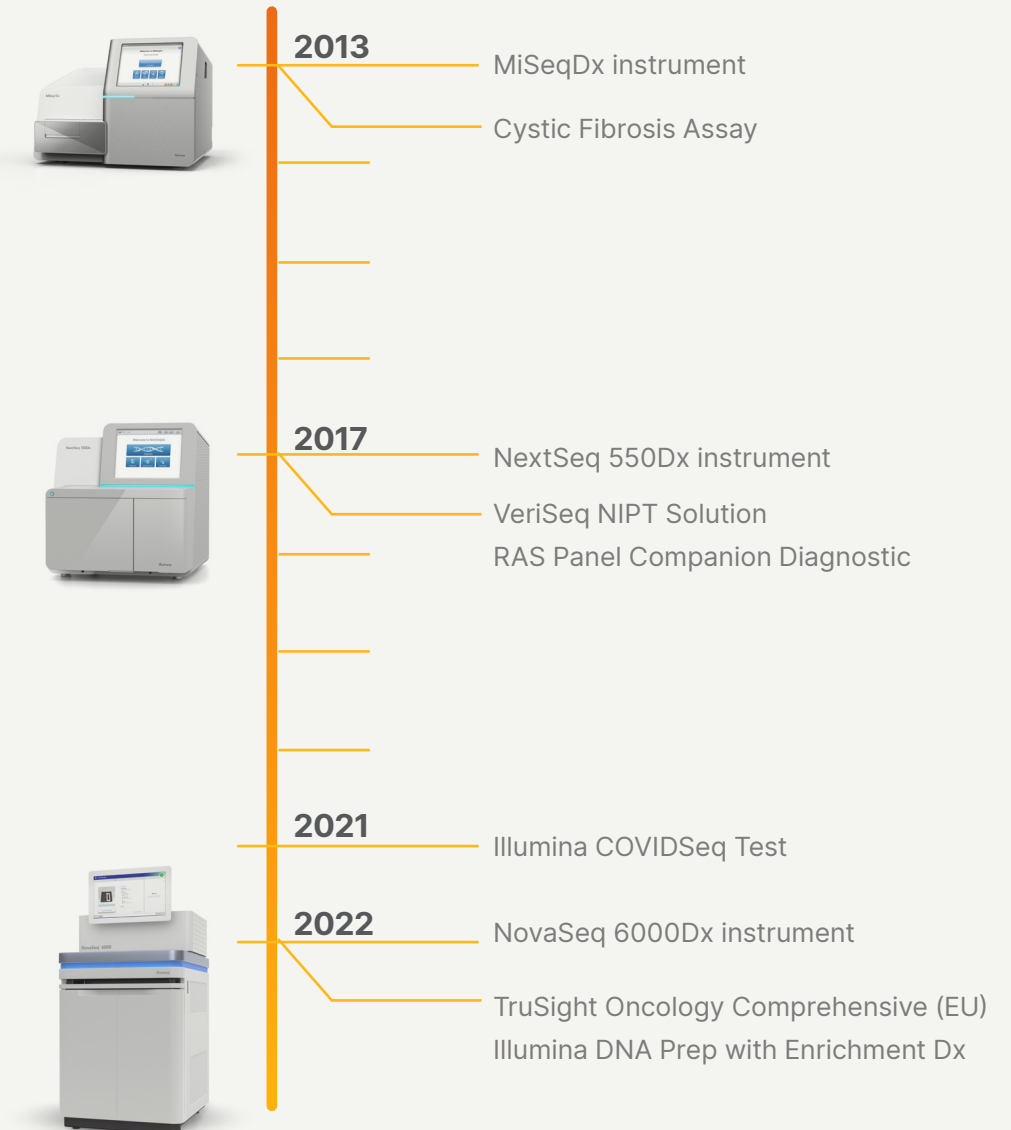 2013
MiSeqDx instrument
Cystic Fibrosis Assay
2017
NextSeq 550Dx instrument
VeriSeq NIPT Solution
RAS Panel Companion Diagnostic
2021
Illumina COVIDSeq Test
2022
NovaSeq 6000Dx instrument
TruSight Oncology Comprehensive (EU)
Illumina DNA Prep with Enrichment Dx